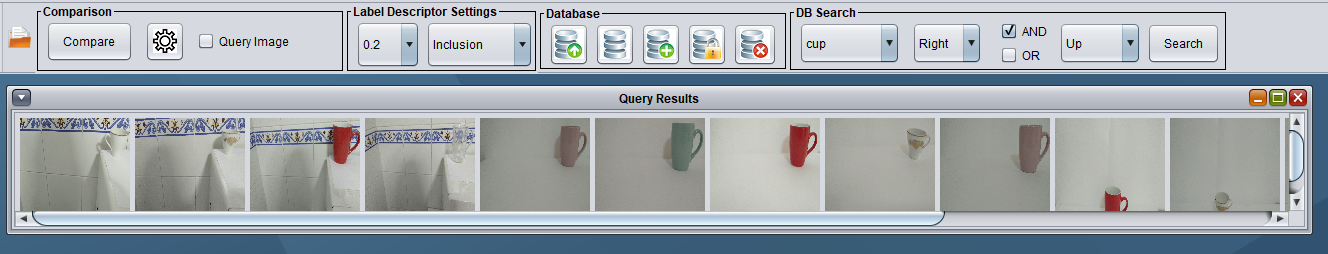 Comparison
Compare
Query Image
Label Descriptor Settings
0.2
Inclusion
Database
DB Search
cup
Right
AND
OR
Up
Search
Query Results